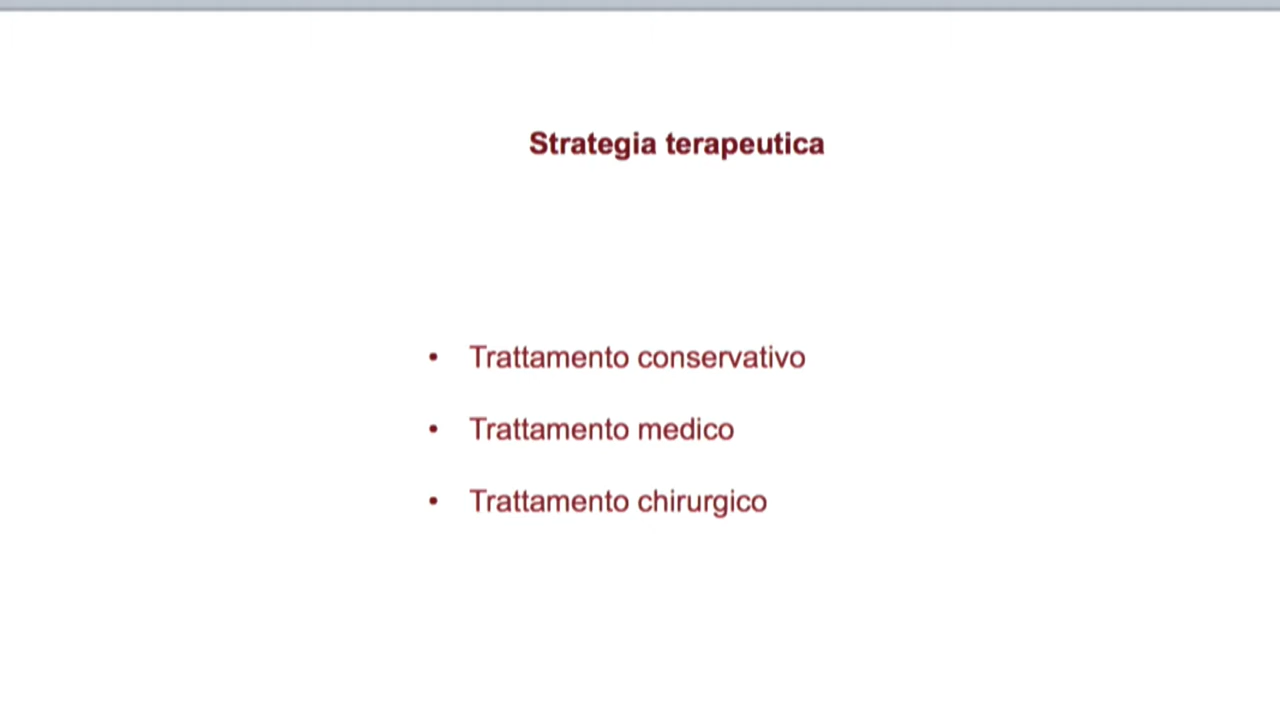 Strategia terapeutica
• Trattamento conservativo
• Trattamento medico
• Trattamento chirurgico